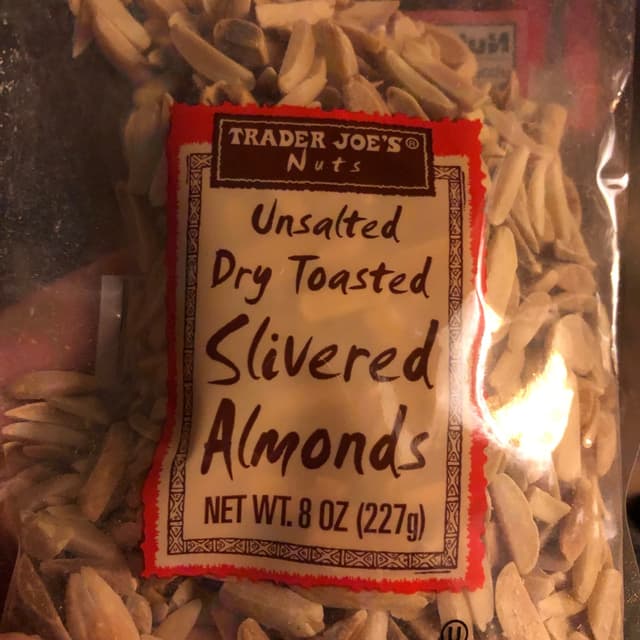 TRADER JOE'S®
Nuts
Unsalted
Dry Toasted
Slivered
Almonds
NET WT. 8 OZ (227g)
U